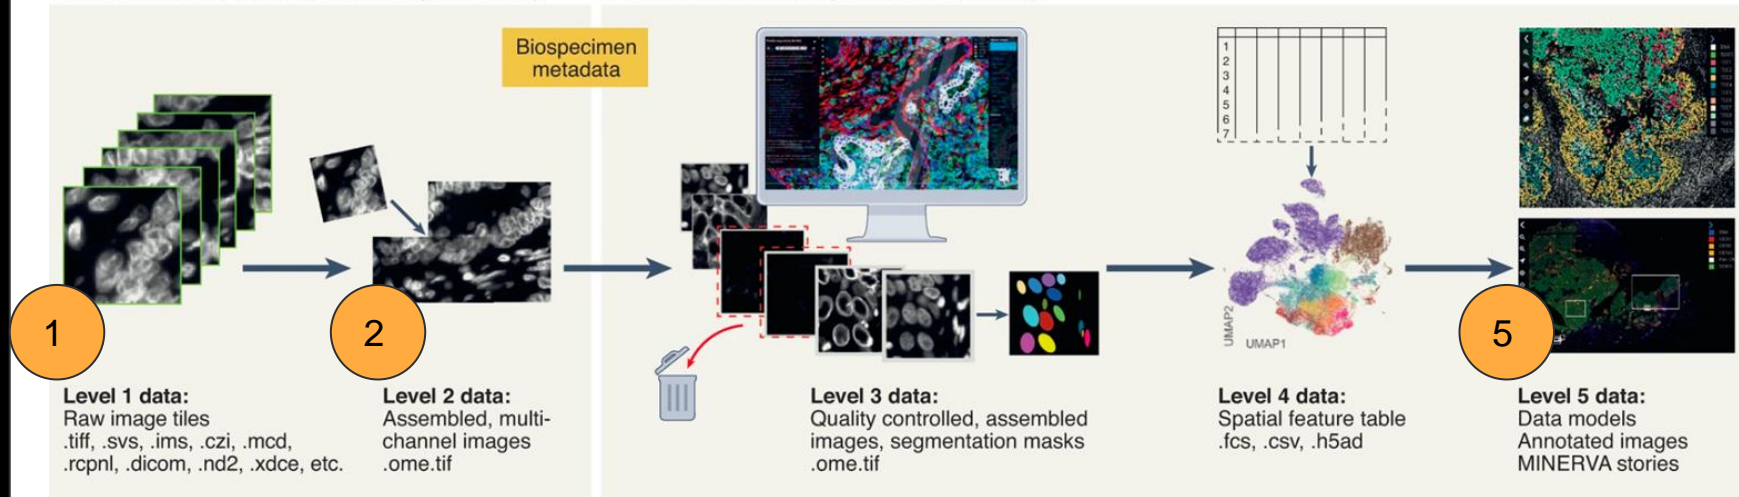 Biospecimen
metadata
1
2
3
4
5
6
7
UMAP2
UMAP1
1
2
5
Level 1 data:
Raw image tiles
.tiff, .svs, .ims, .czi, .mcd,
.rcpnl, .dicom, .nd2, .xdce, etc.
Level 2 data:
Assembled, multi-
channel images
.ome.tif
Level 3 data:
Quality controlled, assembled
images, segmentation masks
.ome.tif
Level 4 data:
Spatial feature table
.fcs, .csv, .h5ad
Level 5 data:
Data models
Annotated images
MINERVA stories